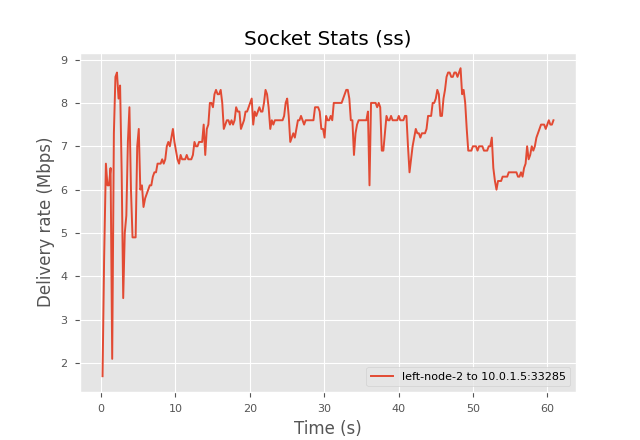 Socket Stats (ss)
Delivery rate (Mbps)
9
8
7
6
5
4
3
2
left-node-2 to 10.0.1.5:33285
0 10 20 30 40 50 60
Time (s)